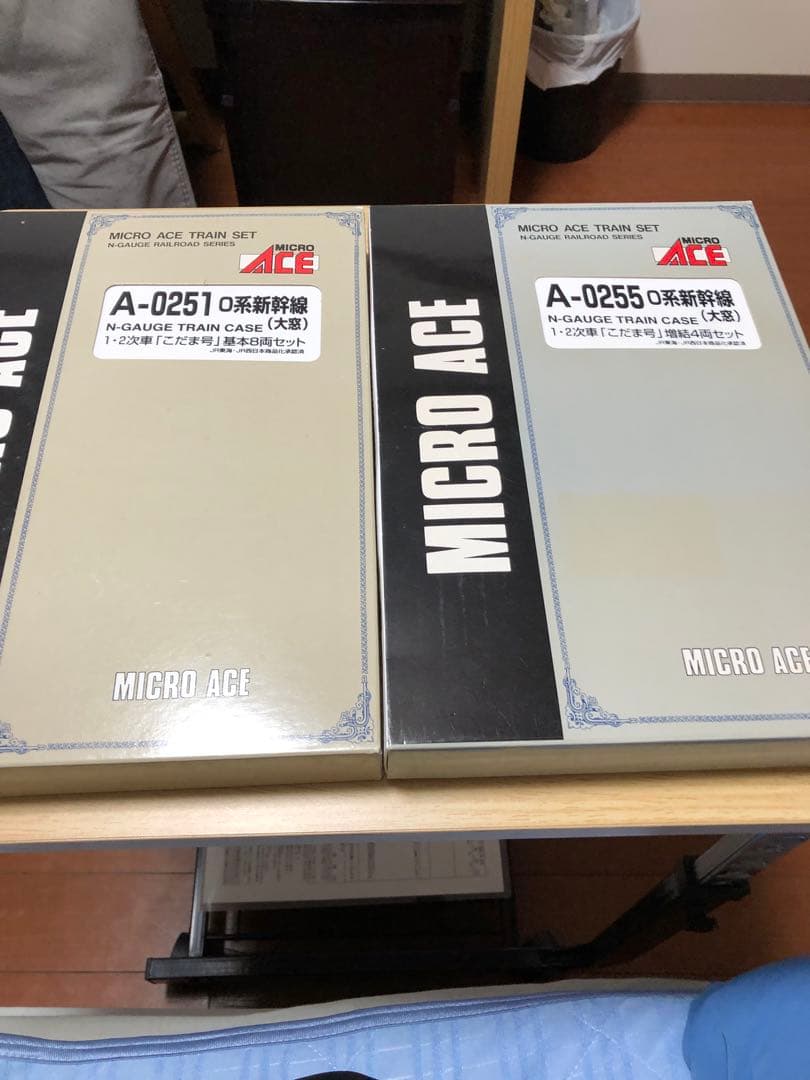 MICRO ACE TRAIN SET
N-GAUGE RAILROAD SERIES
MICRO
ACE
A-0251 0系新幹線
N-GAUGE TRAIN CASE (大窓)
1・2次車「こだま号」基本8両セット
JR東海・JR西日本商品化承認済
MICRO ACE
MICRO ACE
MICRO ACE TRAIN SET
N-GAUGE RAILROAD SERIES
MICRO
ACE
A-0255 0系新幹線
N-GAUGE TRAIN CASE (大窓)
1・2次車「こだま号」増結4両セット
JR東海・JR西日本商品化承認済
MICRO ACE